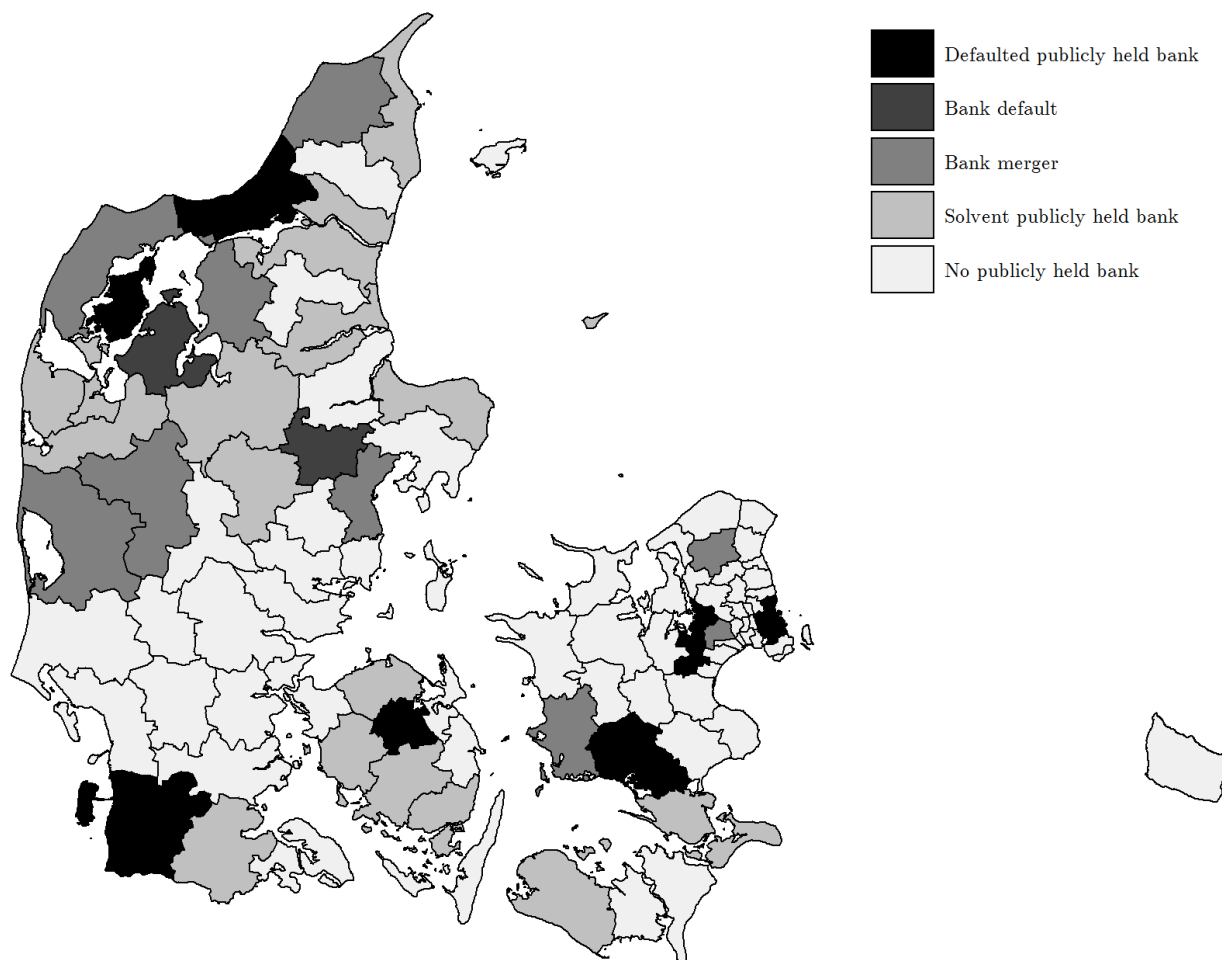 Defaulted publicly held bank
Bank default
Bank merger
Solvent publicly held bank
No publicly held bank